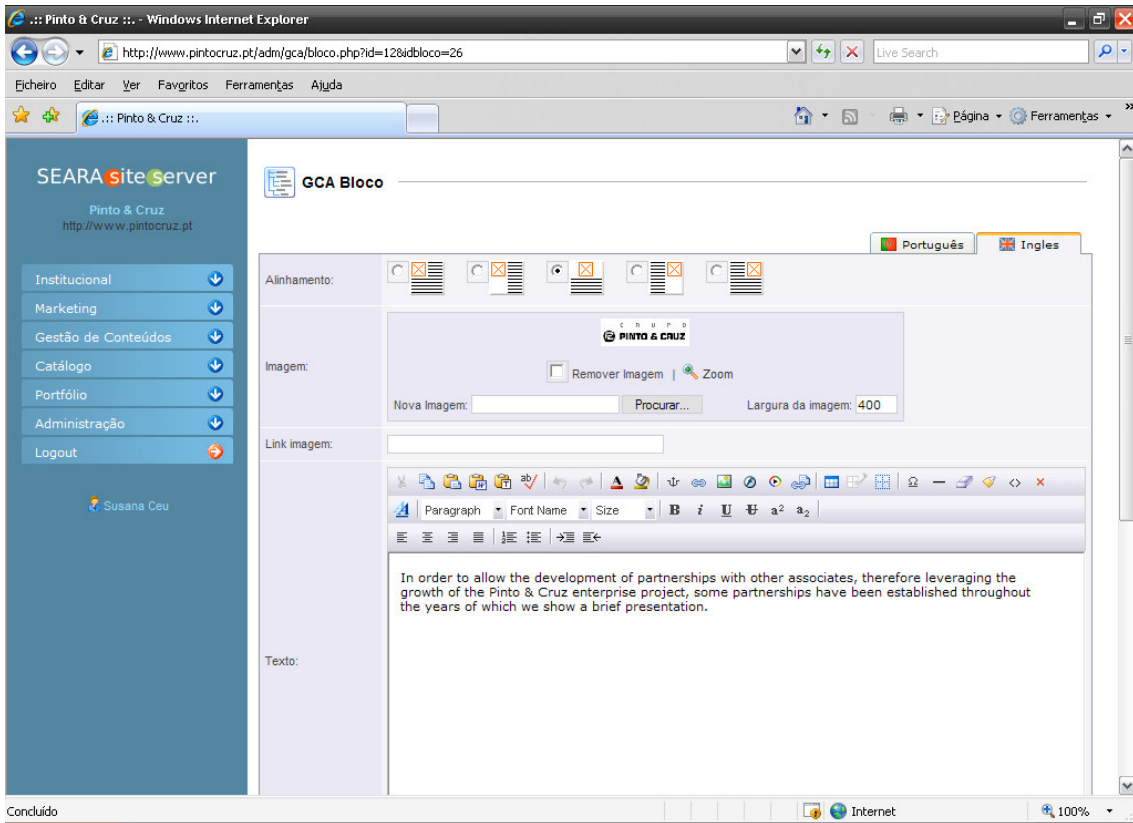 .:: Pinto & Cruz ::. - Windows Internet Explorer
http://www.pintocruz.pt/adm/gca/bloco.php?id=12&idbloco=26
Live Search
Ficheiro Editar Ver Favoritos Ferramentas Ajuda
.:: Pinto & Cruz ::.
Página Ferramentas »
SEARA site server
Pinto & Cruz
http://www.pintocruz.pt
Institucional
Marketing
Gestão de Conteúdos
Catálogo
Portfólio
Administração
Logout
Susana Ceu
GCA Bloco
Português Ingles
Alinhamento:
Imagem:
PINTO & CRUZ
Remover Imagem | Zoom
Nova Imagem: Procurar... Largura da imagem: 400
Link imagem:
Paragraph Font Name Size B i U a² a₂
Texto:
In order to allow the development of partnerships with other associates, therefore leveraging the
growth of the Pinto & Cruz enterprise project, some partnerships have been established throughout
the years of which we show a brief presentation.
Concluído Internet 100%